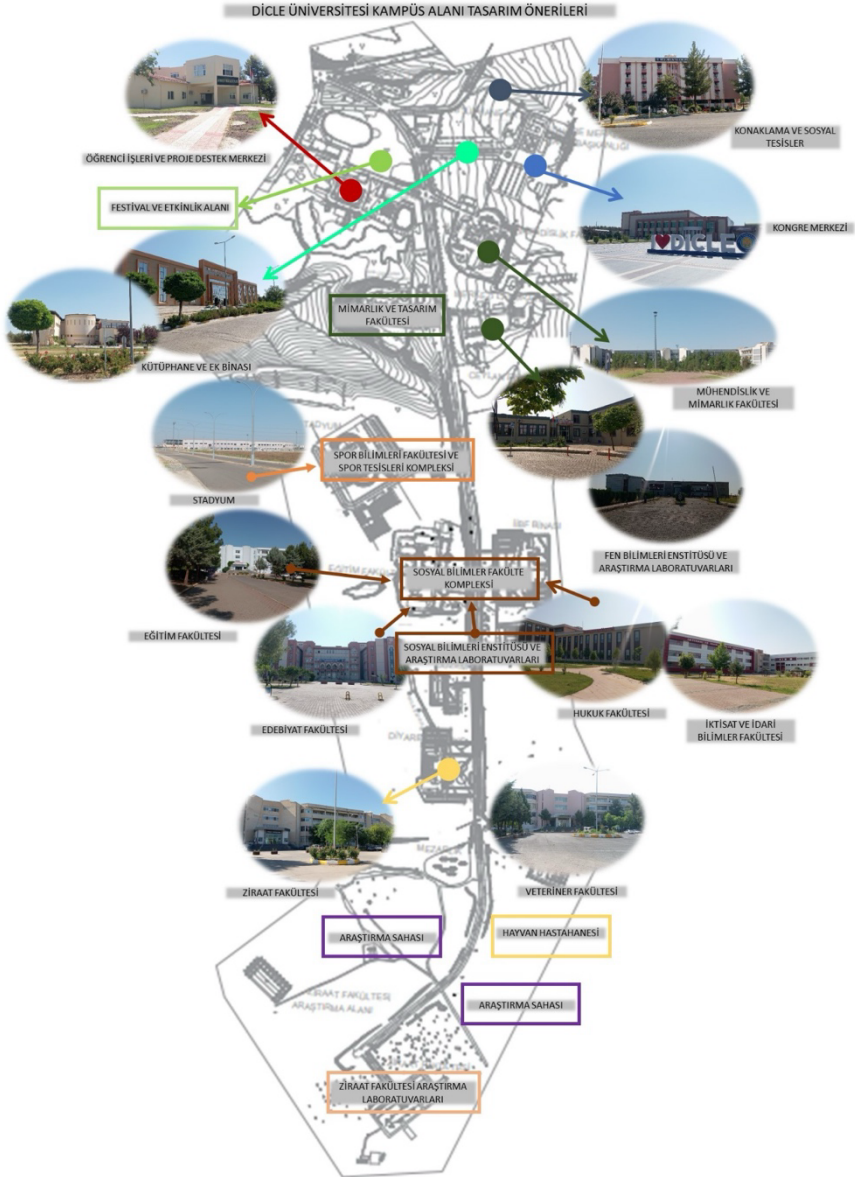 DİCLE ÜNİVERSİTESİ KAMPÜS ALANI TASARIM ÖNERİLERİ
KONAKLAMA VE SOSYAL
TESİSLER
ÖĞRENCİ İŞLERİ VE PROJE DESTEK MERKEZİ
FESTİVAL VE ETKİNLİK ALANI
KONGRE MERKEZİ
I DİCLE
MİMARLIK VE TASARIM
FAKÜLTESİ
KÜTÜPHANE VE EK BİNASI
MÜHENDİSLİK VE
MİMARLIK FAKÜLTESİ
SPOR BİLİMLERİ FAKÜLTESİ VE
SPOR TESİSLERİ KOMPLEKSİ
STADYUM
FEN BİLİMLERİ ENSTİTÜSÜ VE
ARAŞTIRMA LABORATUVARLARI
SOSYAL BİLİMLER FAKÜLTE
KOMPLEKSİ
EĞİTİM FAKÜLTESİ
SOSYAL BİLİMLERİ ENSTİTÜSÜ VE
ARAŞTIRMA LABORATUVARLARI
EDEBİYAT FAKÜLTESİ
HUKUK FAKÜLTESİ
İKTİSAT VE İDARİ
BİLİMLER FAKÜLTESİ
MEZARLIK
ZİRAAT FAKÜLTESİ
VETERİNER FAKÜLTESİ
ARAŞTIRMA SAHASI
HAYVAN HASTAHANESİ
ZİRAAT FAKÜLTESİ
ARAŞTIRMA ALANI
ARAŞTIRMA SAHASI
ZİRAAT FAKÜLTESİ ARAŞTIRMA
LABORATUVARLARI